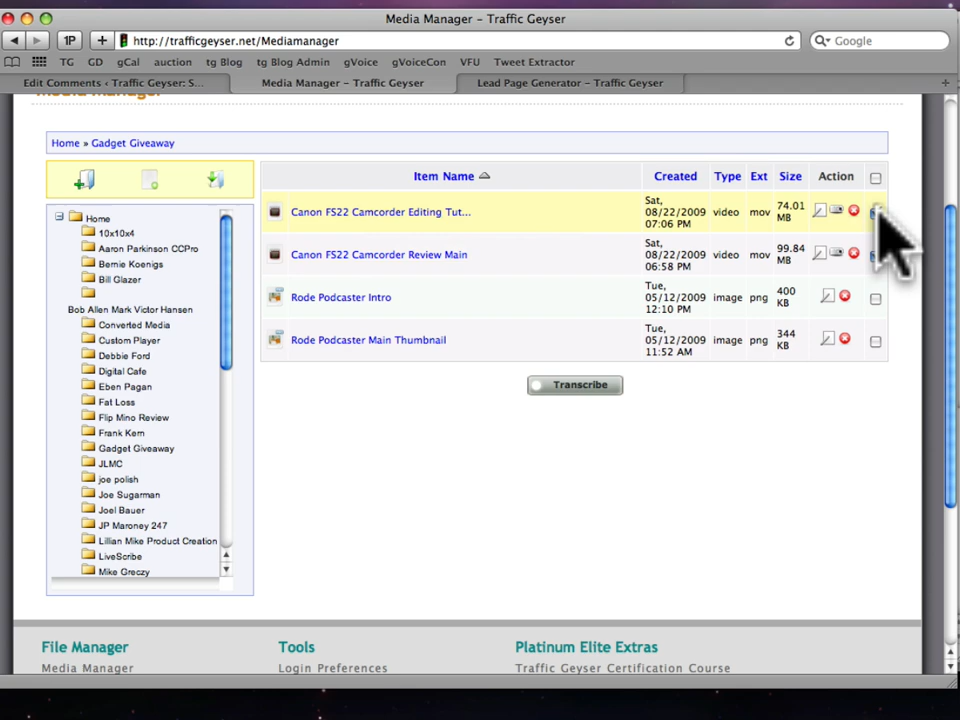 Media Manager – Traffic Geyser
1P
+
http://trafficgeyser.net/Mediamanager
Google
TG GD gCal auction tg Blog tg Blog Admin gVoice gVoiceCon VFU Tweet Extractor
Edit Comments ‹ Traffic Geyser: S... Media Manager – Traffic Geyser Lead Page Generator – Traffic Geyser +
Media Manager
Home » Gadget Giveaway
Item Name Created Type Ext Size Action
Canon FS22 Camcorder Editing Tut... Sat, 08/22/2009 07:06 PM video mov 74.01 MB
Canon FS22 Camcorder Review Main Sat, 08/22/2009 06:58 PM video mov 99.84 MB
Rode Podcaster Intro Tue, 05/12/2009 12:10 PM image png 400 KB
Rode Podcaster Main Thumbnail Tue, 05/12/2009 11:52 AM image png 344 KB
Transcribe
Home
10x10x4
Aaron Parkinson CCPro
Bernie Koenigs
Bill Glazer
Bob Allen Mark Victor Hansen
Converted Media
Custom Player
Debbie Ford
Digital Cafe
Eben Pagan
Fat Loss
Flip Mino Review
Frank Kern
Gadget Giveaway
JLMC
joe polish
Joe Sugarman
Joel Bauer
JP Maroney 247
Lillian Mike Product Creation
LiveScribe
Mike Greczy
File Manager Tools Platinum Elite Extras
Media Manager Login Preferences Traffic Geyser Certification Course